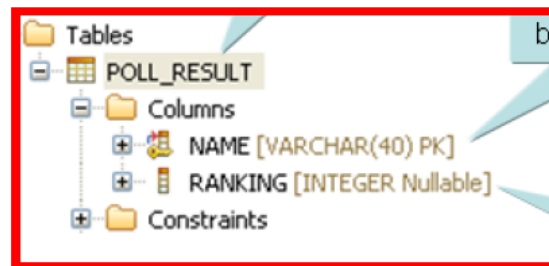 Tables
b
POLL_RESULT
Columns
NAME [VARCHAR(40) PK]
RANKING [INTEGER Nullable]
Constraints